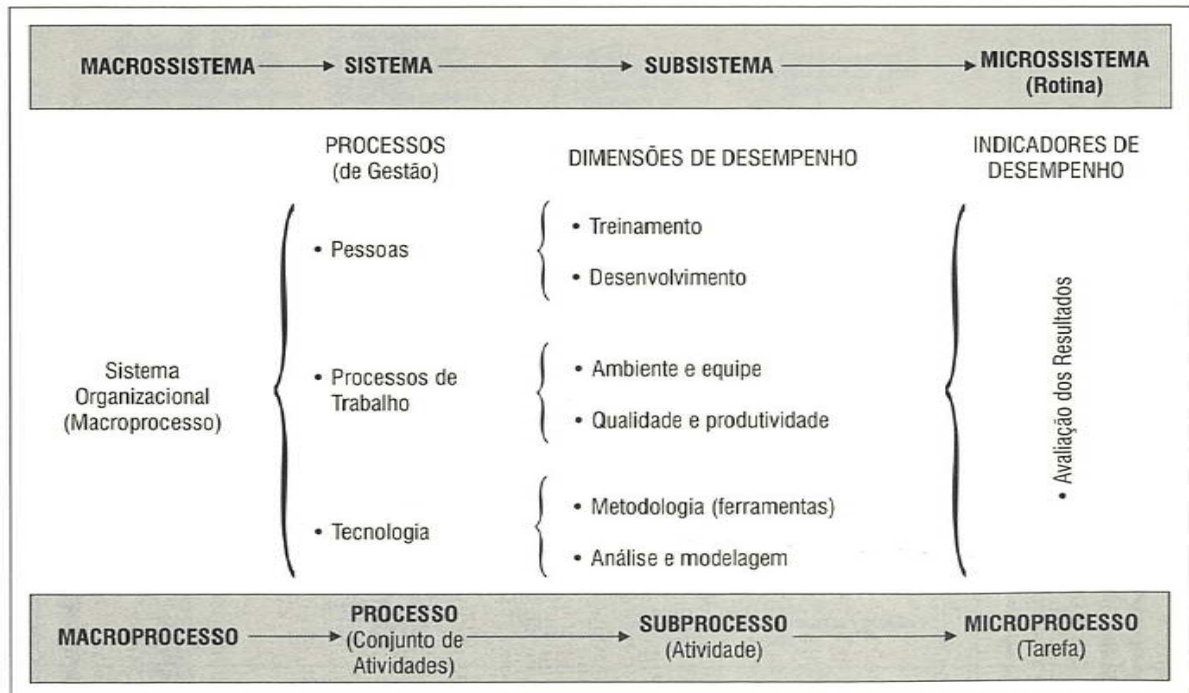 MACROSSISTEMA SISTEMA SUBSISTEMA MICROSSISTEMA
(Rotina)
PROCESSOS
(de Gestão)
DIMENSÕES DE DESEMPENHO
INDICADORES DE
DESEMPENHO
Sistema
Organizacional
(Macroprocesso)
• Pessoas
• Treinamento
• Desenvolvimento
• Processos de
Trabalho
• Ambiente e equipe
• Qualidade e produtividade
• Tecnologia
• Metodologia (ferramentas)
• Análise e modelagem
• Avaliação dos Resultados
MACROPROCESSO
PROCESSO
(Conjunto de
Atividades)
SUBPROCESSO
(Atividade)
MICROPROCESSO
(Tarefa)